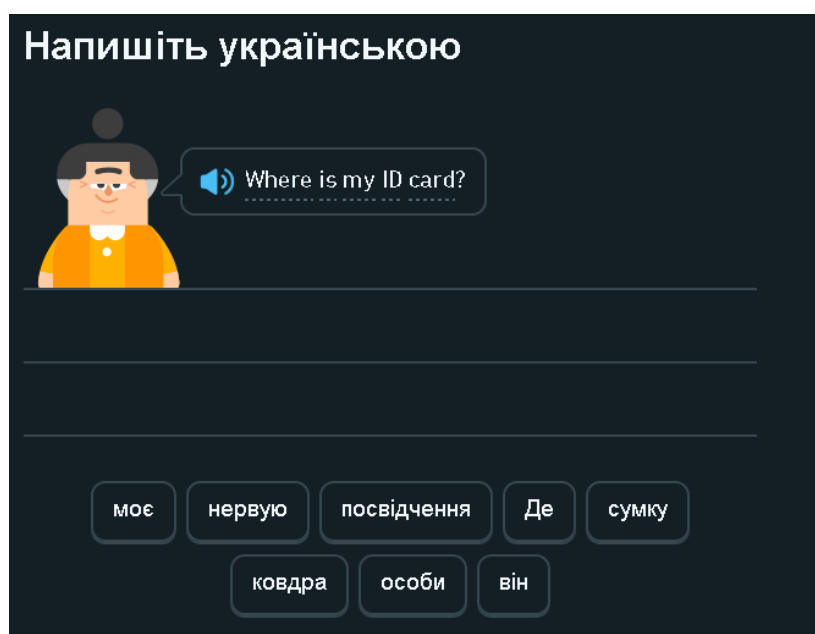 Напишіть українською
Where is my ID card?
моє нервую посвідчення Де сумку
ковдра особи він